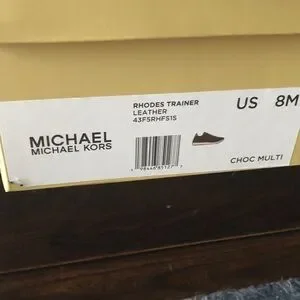 RHODES TRAINER
LEATHER
43F5RHFS1S
US 8M
MICHAEL
MICHAEL KORS
CHOC MULTI